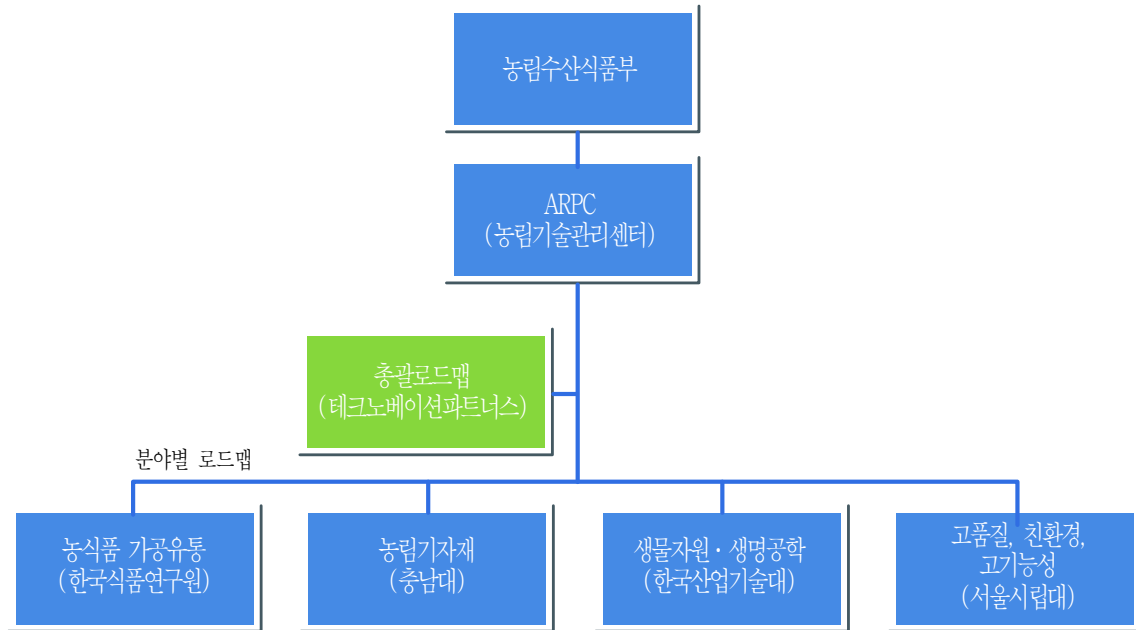 농림수산식품부
ARPC
(농림기술관리센터)
총괄로드맵
(테크노베이션파트너스)
분야별 로드맵
농식품 가공유통
(한국식품연구원)
농림기자재
(충남대)
생물자원·생명공학
(한국산업기술대)
고품질, 친환경,
고기능성
(서울시립대)